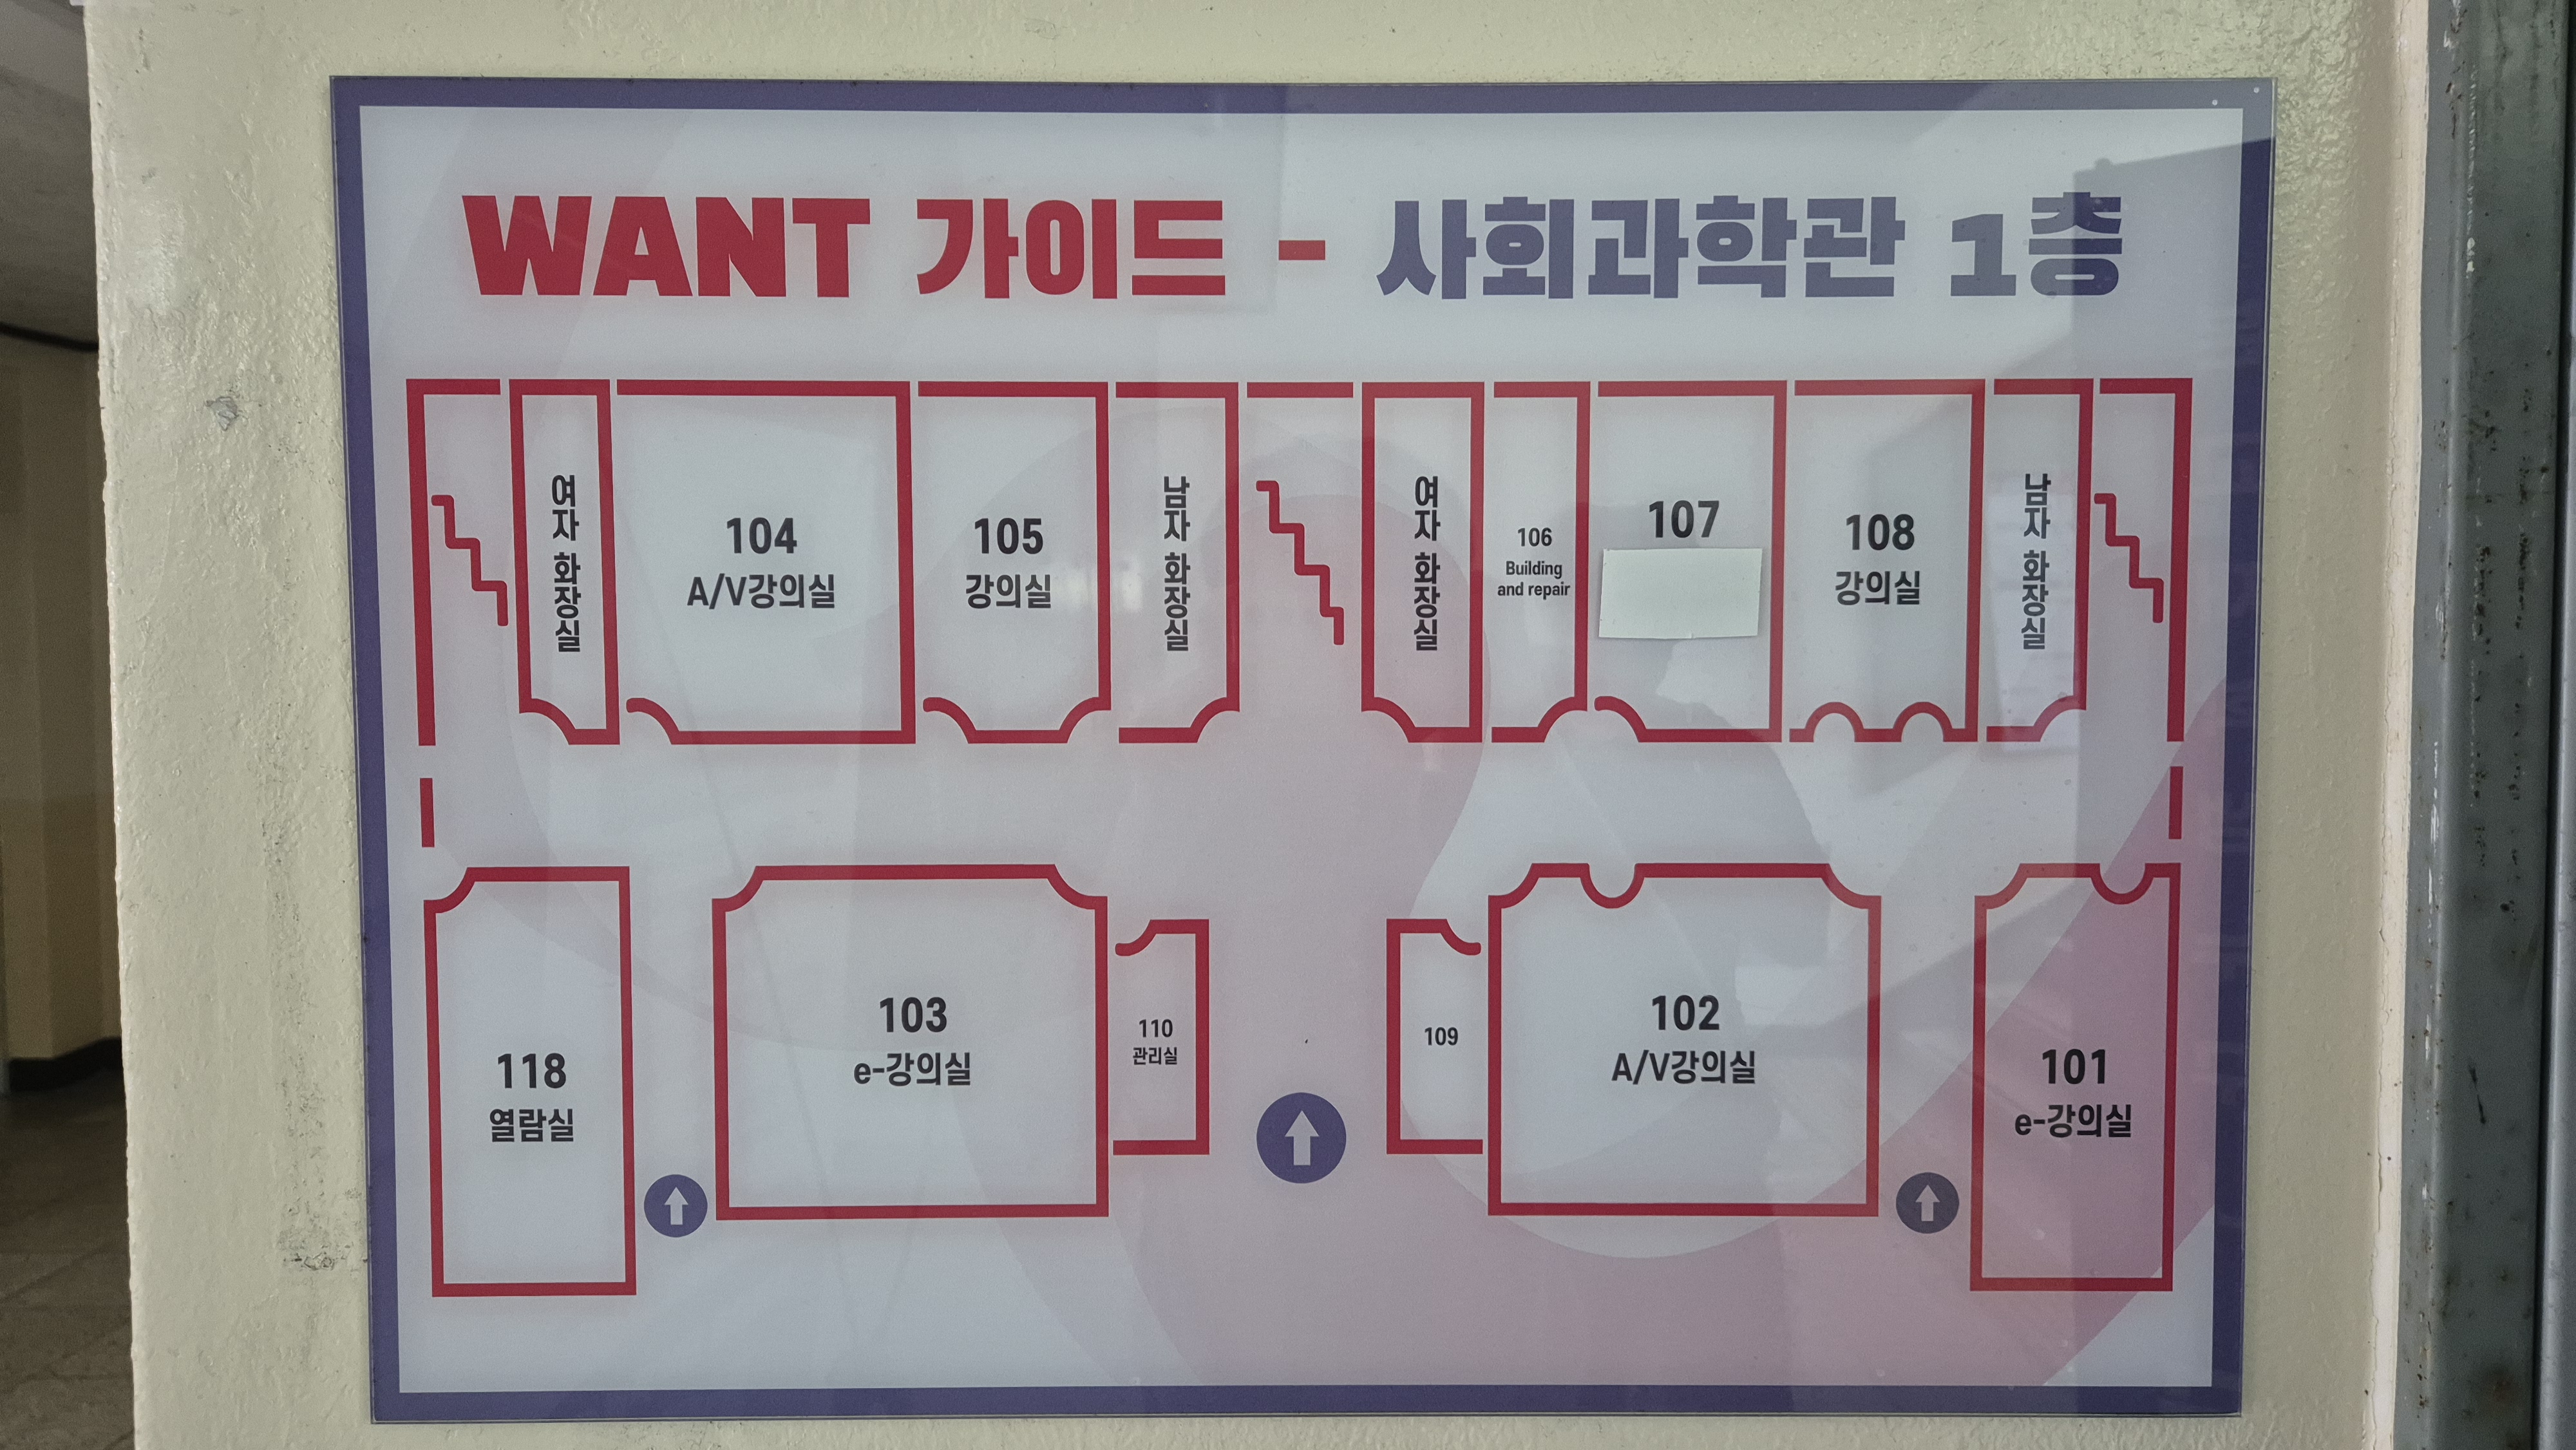 WANT 가이드 - 사회과학관 1층
여자 화장실
104
A/V강의실
105
강의실
남자 화장실
여자 화장실
106
Building
and repair
107
108
강의실
남자 화장실
118
열람실
103
e-강의실
110
관리실
109
102
A/V강의실
101
e-강의실